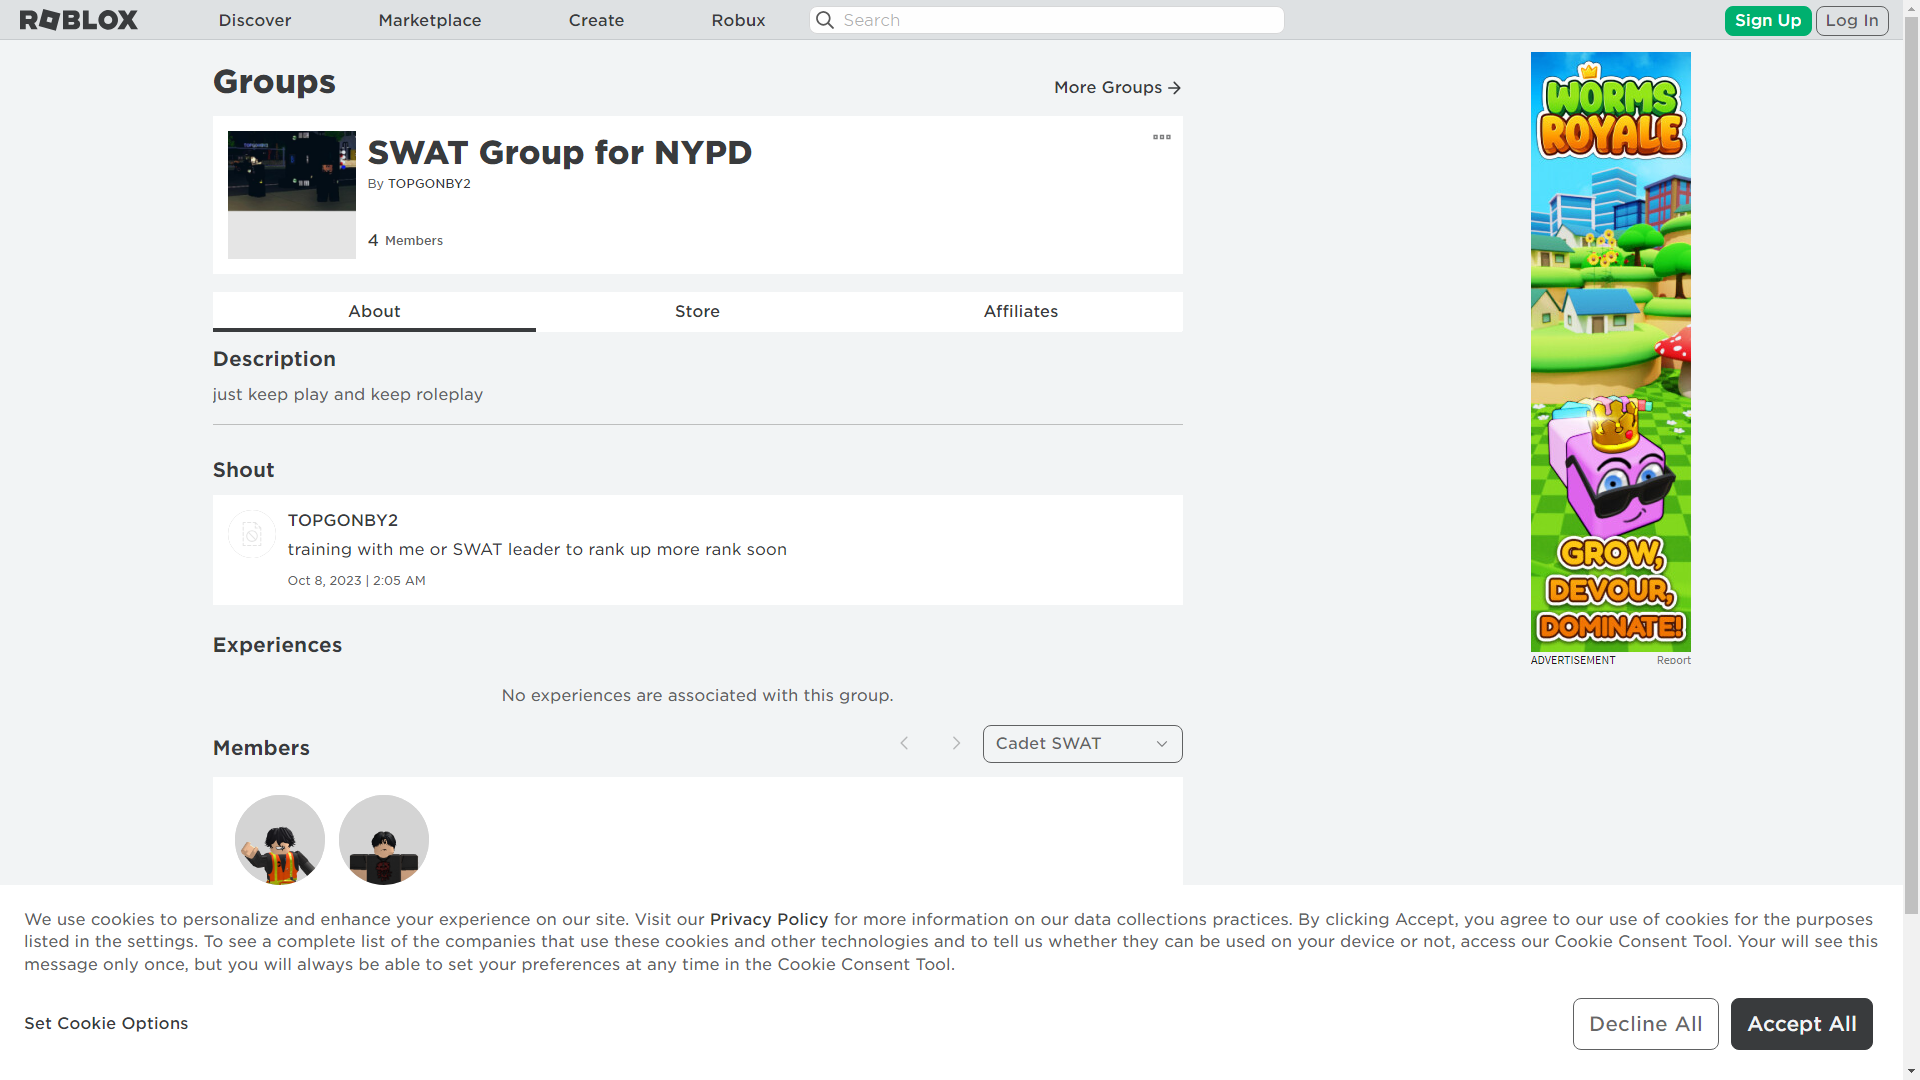 ROBLOX
Discover
Marketplace
Create
Robux
Search
Sign Up
Log In
Groups
More Groups
SWAT Group for NYPD
By TOPGONBY2
4 Members
About
Store
Affiliates
Description
just keep play and keep roleplay
Shout
TOPGONBY2
training with me or SWAT leader to rank up more rank soon
Oct 8, 2023 | 2:05 AM
Experiences
No experiences are associated with this group.
Members
Cadet SWAT
WORMS
ROYALE
GROW,
DEVOUR,
DOMINATE!
ADVERTISEMENT
Report
We use cookies to personalize and enhance your experience on our site. Visit our Privacy Policy for more information on our data collections practices. By clicking Accept, you agree to our use of cookies for the purposes
listed in the settings. To see a complete list of the companies that use these cookies and other technologies and to tell us whether they can be used on your device or not, access our Cookie Consent Tool. Your will see this
message only once, but you will always be able to set your preferences at any time in the Cookie Consent Tool.
Set Cookie Options
Decline All
Accept All